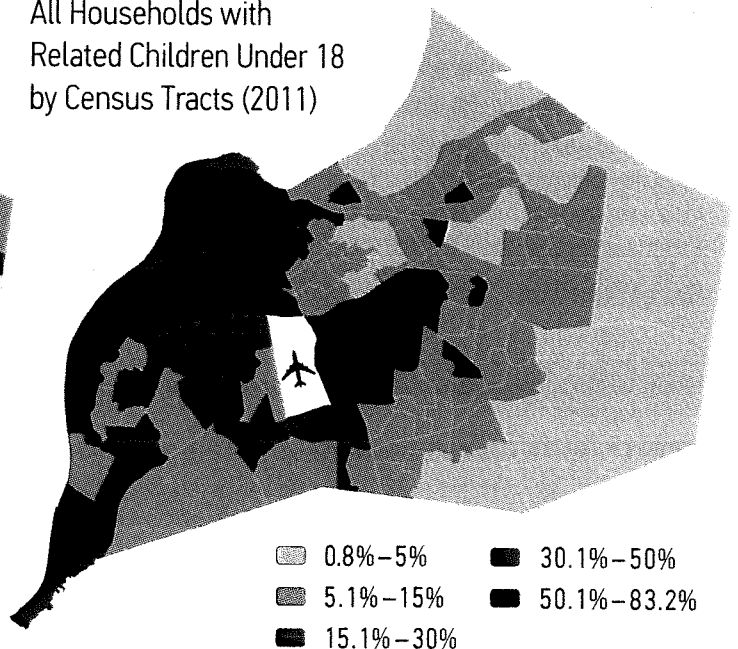 All Households with
Related Children Under 18
by Census Tracts (2011)
0.8%–5%
5.1%–15%
15.1%–30%
30.1%–50%
50.1%–83.2%